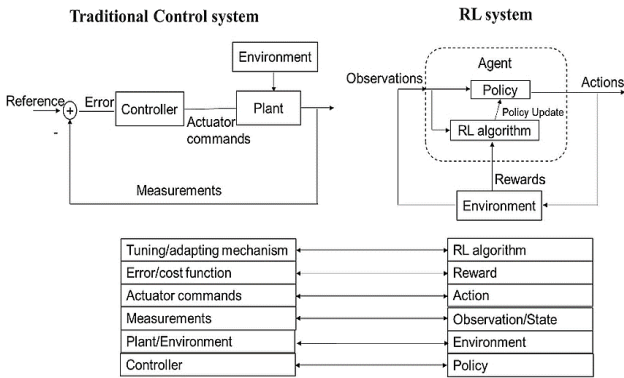 Traditional Control system
RL system
Environment
Reference
+
-
Error
Controller
Actuator
commands
Plant
Measurements
Agent
Observations
Policy
Actions
Policy Update
RL algorithm
Rewards
Environment
Tuning/adapting mechanism RL algorithm
Error/cost function Reward
Actuator commands Action
Measurements Observation/State
Plant/Environment Environment
Controller Policy